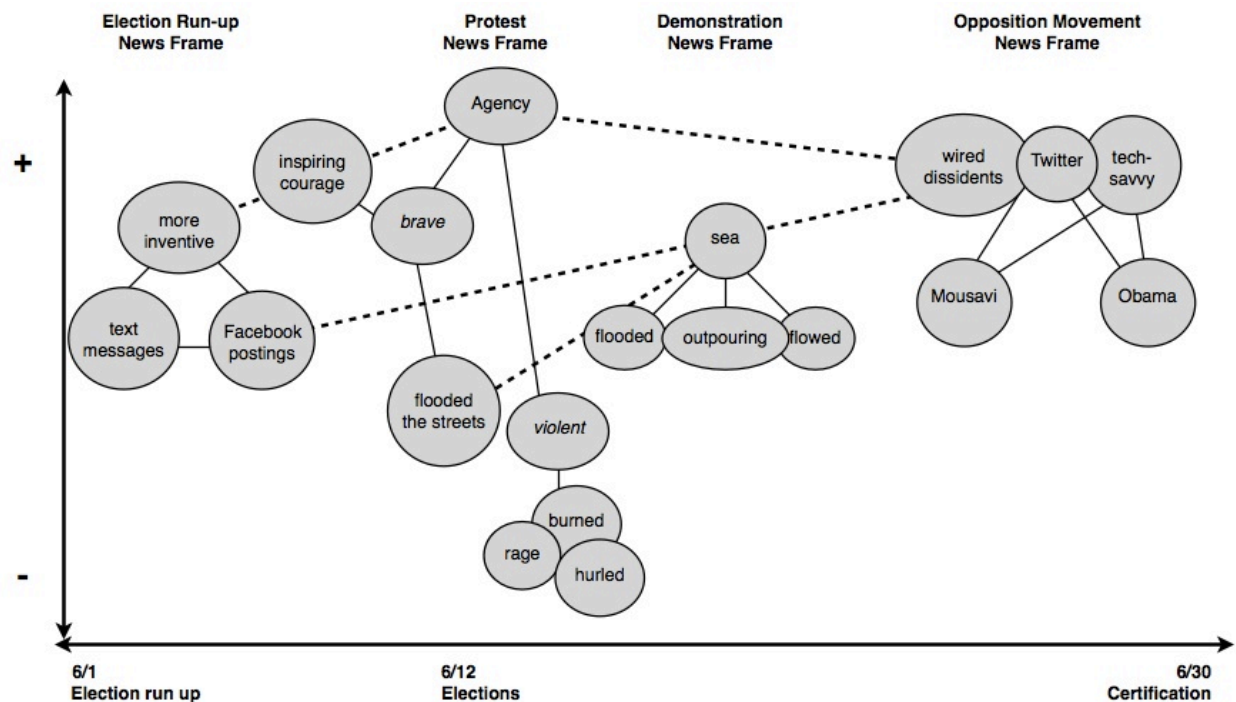 Election Run-up
News Frame
Protest
News Frame
Demonstration
News Frame
Opposition Movement
News Frame
+
-
Agency
inspiring
courage
brave
more
inventive
text
messages
Facebook
postings
flooded
the streets
violent
burned
rage
hurled
sea
flooded
outpouring
flowed
wired
dissidents
Twitter
tech-
savvy
Mousavi
Obama
6/1
Election run up
6/12
Elections
6/30
Certification